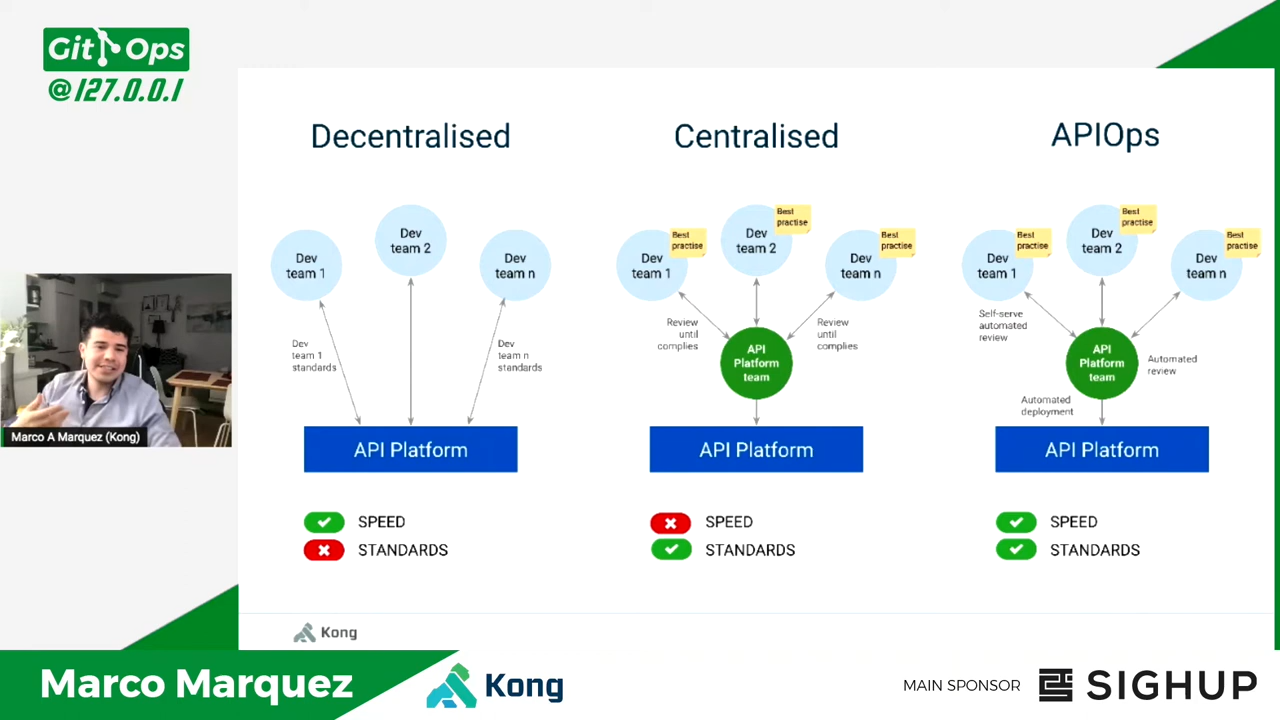 Git Ops
@127.0.0.1
Decentralised
Dev
team 1
Dev
team 2
Dev
team n
Dev
team 1
standards
Dev
team n
standards
API Platform
SPEED
STANDARDS
Centralised
Dev
team 1
Best
practise
Dev
team 2
Best
practise
Dev
team n
Best
practise
Review
until
complies
Review
until
complies
API
Platform
team
API Platform
SPEED
STANDARDS
APIOps
Dev
team 1
Best
practise
Dev
team 2
Best
practise
Dev
team n
Best
practise
Self-serve
automated
review
Automated
review
API
Platform
team
Automated
deployment
API Platform
SPEED
STANDARDS
Marco A Marquez (Kong)
Kong
Marco Marquez
Kong
MAIN SPONSOR
SIGHUP